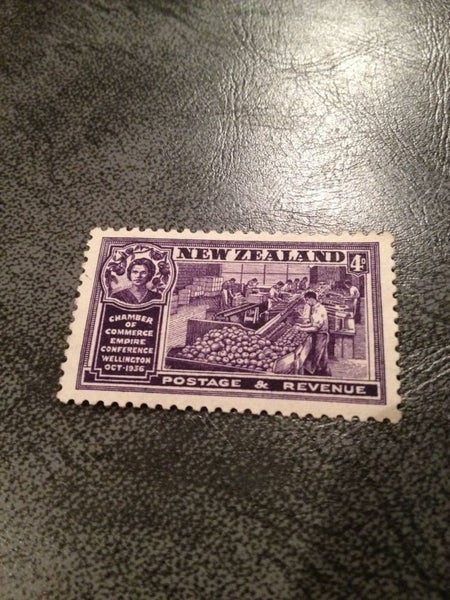 NEW ZEALAND 4D
CHAMBER
OF
COMMERCE
EMPIRE
CONFERENCE
WELLINGTON
OCT·1936
POSTAGE & REVENUE